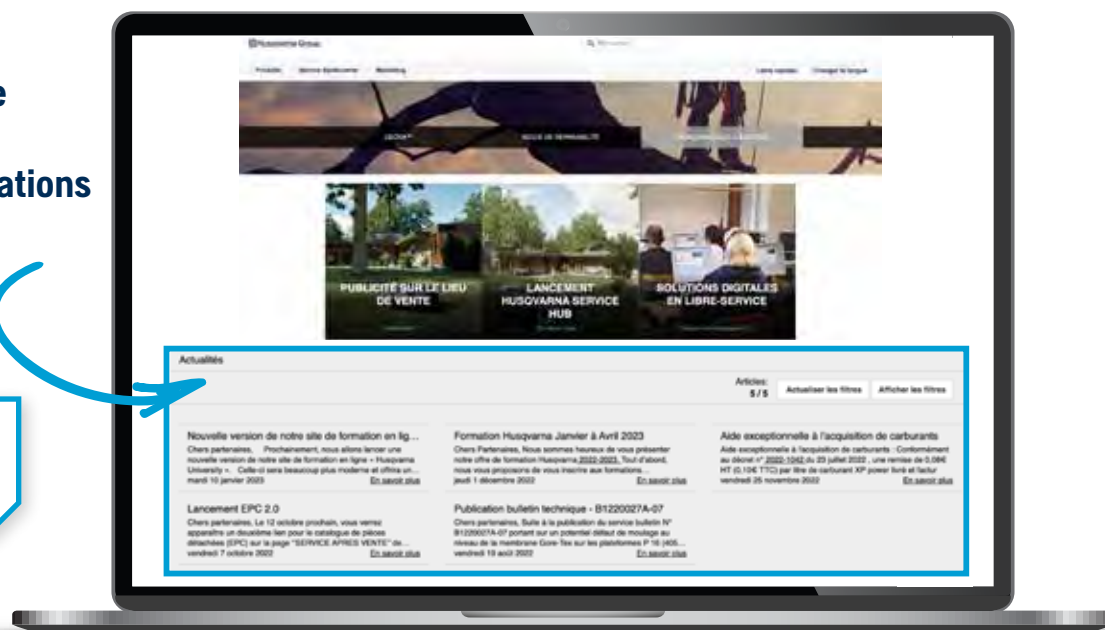 e
ations
Husqvarna Group
Produits Service Après-vente Marketing
Changer la langue
PUBLICITÉ SUR LE LIEU
DE VENTE
LANCEMENT
HUSQVARNA SERVICE
HUB
SOLUTIONS DIGITALES
EN LIBRE-SERVICE
Actualités
Articles:
5 / 5
Actualiser les filtres
Afficher les filtres
Nouvelle version de notre site de formation en lig...
Chers partenaires, Prochainement, nous allons lancer une
nouvelle version de notre site de formation en ligne « Husqvarna
University ». Celle-ci sera beaucoup plus moderne et offrira un...
mardi 10 janvier 2023 En savoir plus
Formation Husqvarna Janvier à Avril 2023
Chers Partenaires, Nous sommes heureux de vous présenter
notre offre de formation Husqvarna 2022-2023. Tout d'abord,
nous vous proposons de vous inscrire aux formations...
jeudi 1 décembre 2022 En savoir plus
Aide exceptionnelle à l'acquisition de carburants
Aide exceptionnelle à l'acquisition de carburants : Conformément
au décret n° 2022-1042 du 23 juillet 2022 , une remise de 0,08€
HT (0,10€ TTC) par litre de carburant XP power livré et factur
vendredi 25 novembre 2022 En savoir plus
Lancement EPC 2.0
Chers partenaires, Le 12 octobre prochain, vous verrez
apparaitre un deuxième lien pour le catalogue de pièces
détachées (EPC) sur la page "SERVICE APRES VENTE" de...
vendredi 7 octobre 2022 En savoir plus
Publication bulletin technique - B1220027A-07
Chers partenaires, Suite à la publication du service bulletin N°
B1220027A-07 portant sur un potentiel défaut de moulage au
niveau de la membrane Gore-Tex sur les plateformes P 16 (405...
vendredi 19 août 2022 En savoir plus